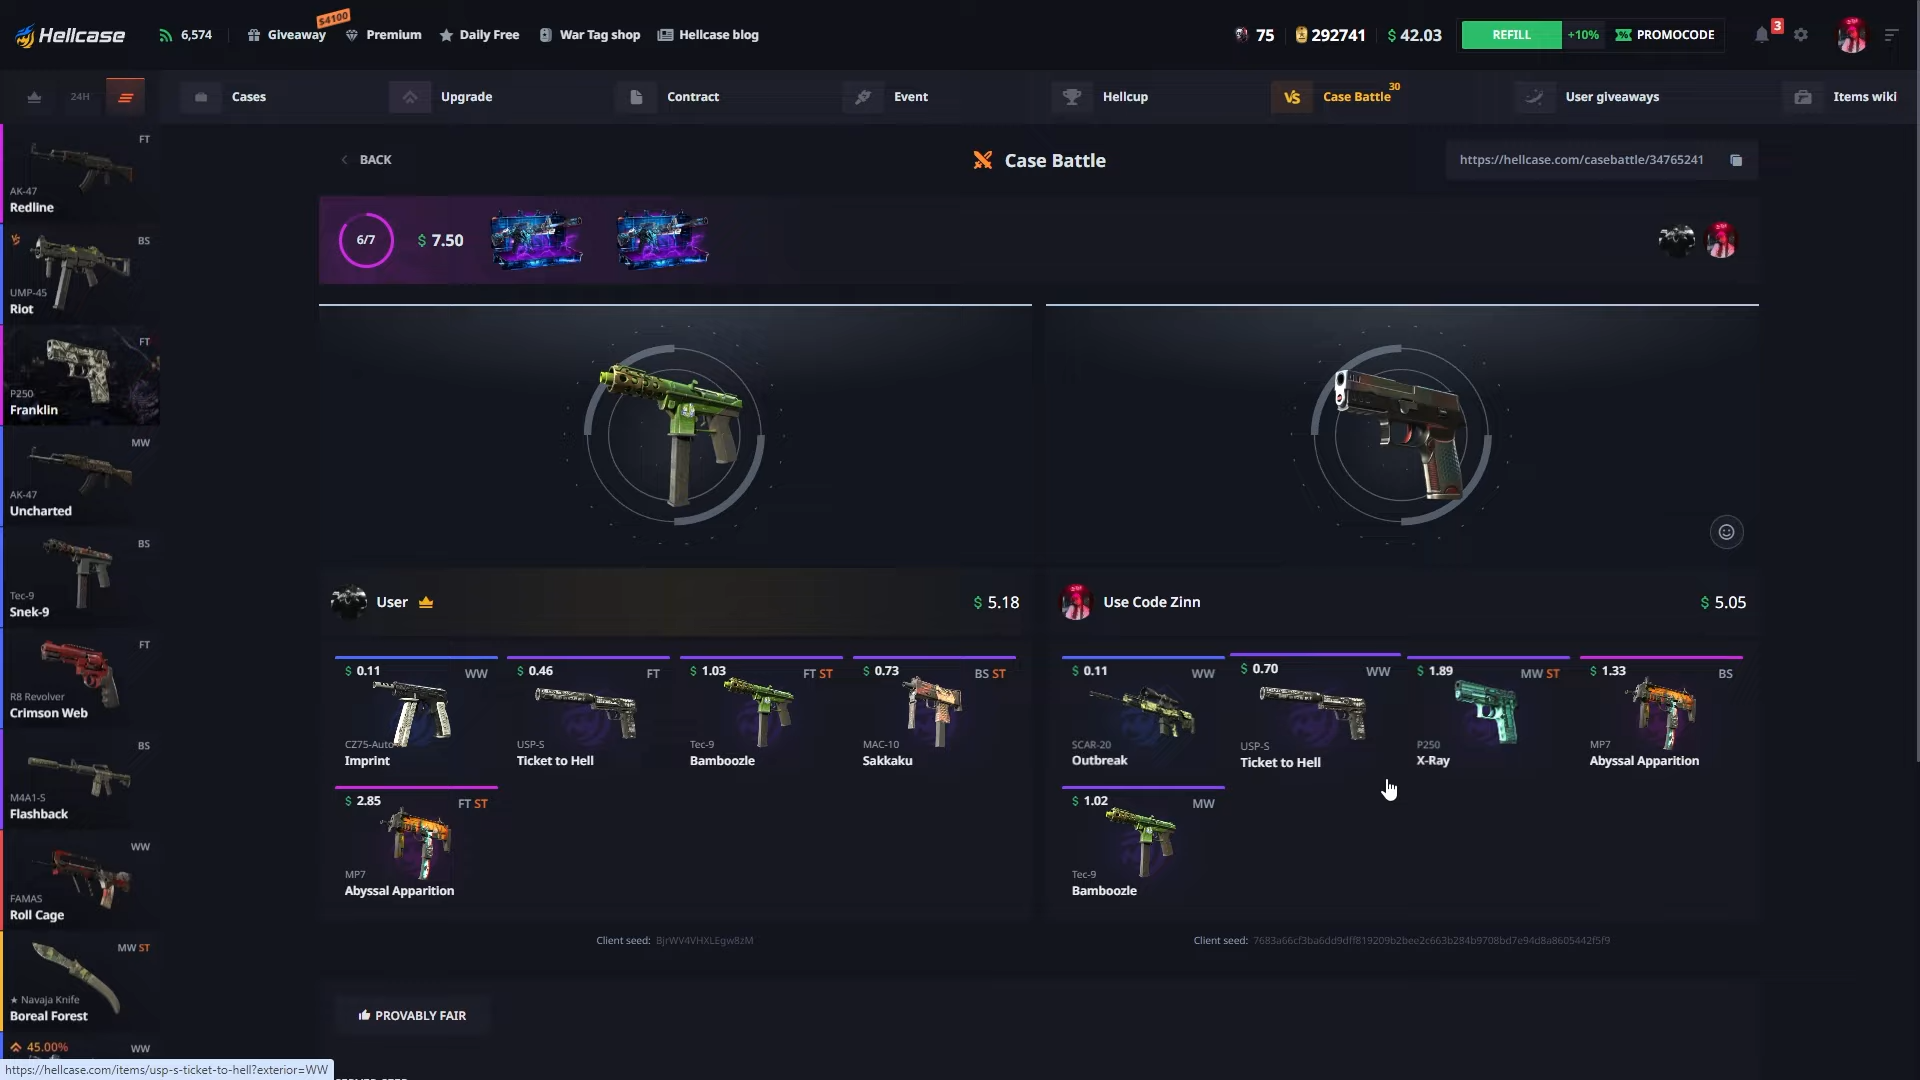 Hellcase
6,574
Giveaway
$4100
Premium
Daily Free
War Tag shop
Hellcase blog
75
292741
$ 42.03
REFILL
+10%
PROMOCODE
3
24H
Cases
Upgrade
Contract
Event
Hellcup
VS
Case Battle
30
User giveaways
Items wiki
FT
AK-47
Redline
VS
BS
UMP-45
Riot
FT
P250
Franklin
MW
AK-47
Uncharted
BS
Tec-9
Snek-9
FT
R8 Revolver
Crimson Web
BS
M4A1-S
Flashback
WW
FAMAS
Roll Cage
MW ST
★ Navaja Knife
Boreal Forest
45.00%
WW
BACK
Case Battle
https://hellcase.com/casebattle/34765241
6/7
$ 7.50
User
$ 5.18
Use Code Zinn
$ 5.05
$ 0.11
WW
CZ75-Auto
Imprint
$ 0.46
FT
USP-S
Ticket to Hell
$ 1.03
FT ST
Tec-9
Bamboozle
$ 0.73
BS ST
MAC-10
Sakkaku
$ 2.85
FT ST
MP7
Abyssal Apparition
$ 0.11
WW
SCAR-20
Outbreak
$ 0.70
WW
USP-S
Ticket to Hell
$ 1.89
MW ST
P250
X-Ray
$ 1.33
BS
MP7
Abyssal Apparition
$ 1.02
MW
Tec-9
Bamboozle
Client seed: BjrWV4VHXLEgw8zM
Client seed: 7683a66cf3ba6dd9dff819209b2bee2c663b284b9708bd7e94d8a8605442f5f9
PROVABLY FAIR
https://hellcase.com/items/usp-s-ticket-to-hell?exterior=WW